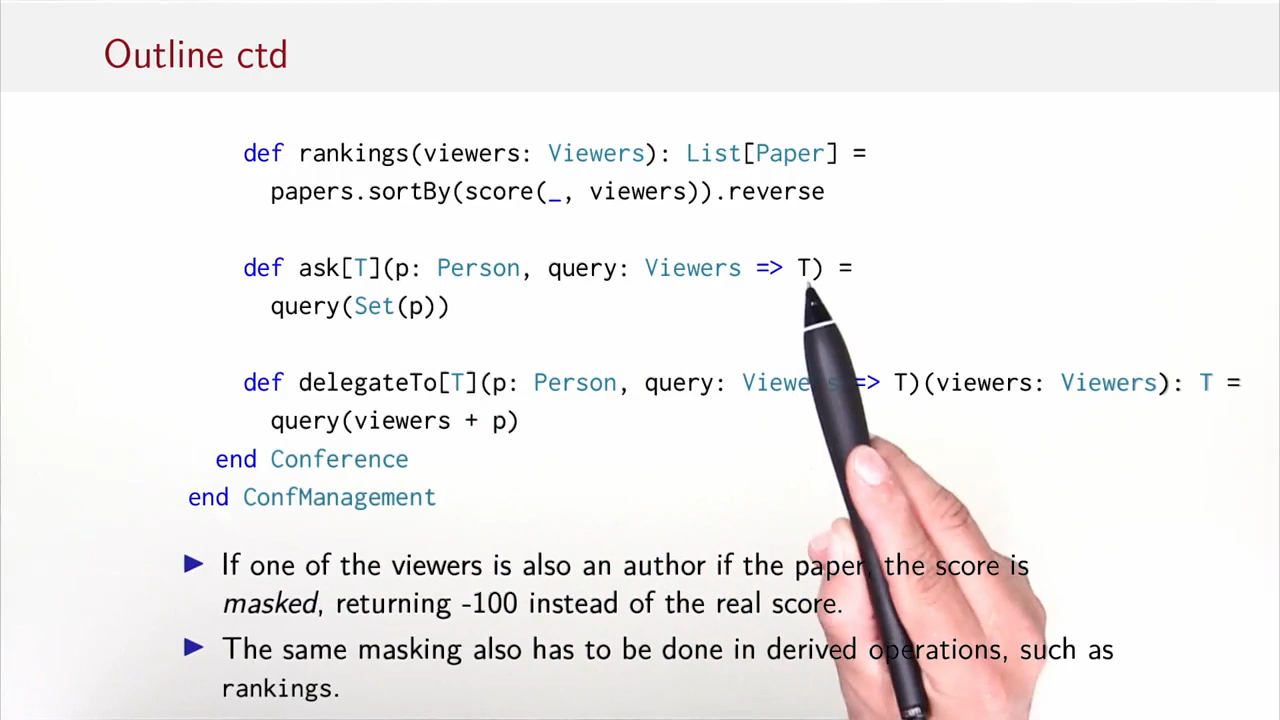 Outline ctd
def rankings(viewers: Viewers): List[Paper] =
papers.sortBy(score(_, viewers)).reverse
def ask[T](p: Person, query: Viewers => T) =
query(Set(p))
def delegateTo[T](p: Person, query: Viewers => T)(viewers: Viewers): T =
query(viewers + p)
end Conference
end ConfManagement
▶ If one of the viewers is also an author if the paper, the score is
masked, returning -100 instead of the real score.
▶ The same masking also has to be done in derived operations, such as
rankings.